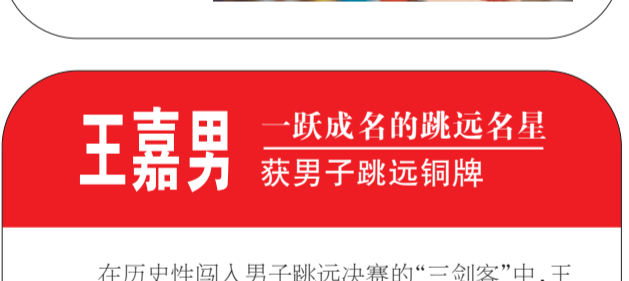 王嘉男
一跃成名的跳远名星
获男子跳远铜牌
在历史性闯入男子跳远决赛的“三剑客”中，王